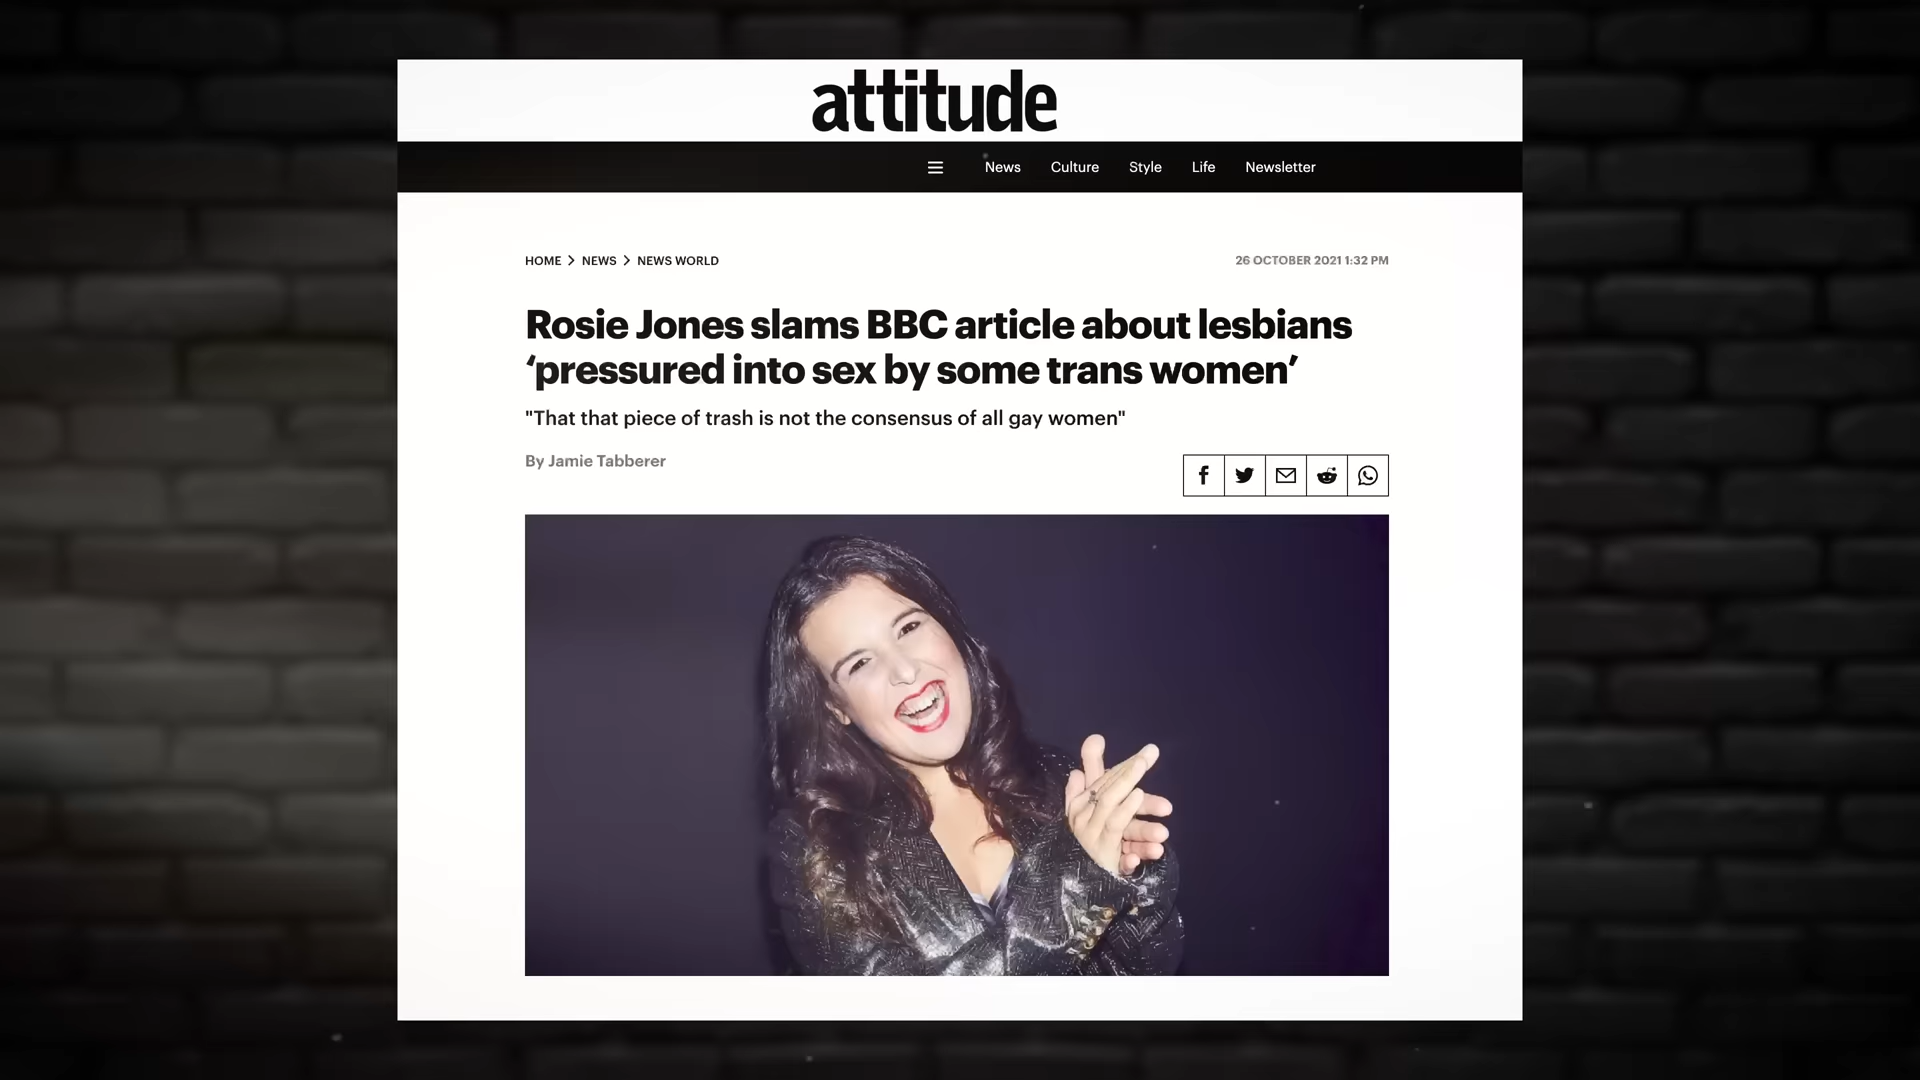 attitude
News Culture Style Life Newsletter
HOME > NEWS > NEWS WORLD
26 OCTOBER 2021 1:32 PM
Rosie Jones slams BBC article about lesbians
‘pressured into sex by some trans women’
"That that piece of trash is not the consensus of all gay women"
By Jamie Tabberer